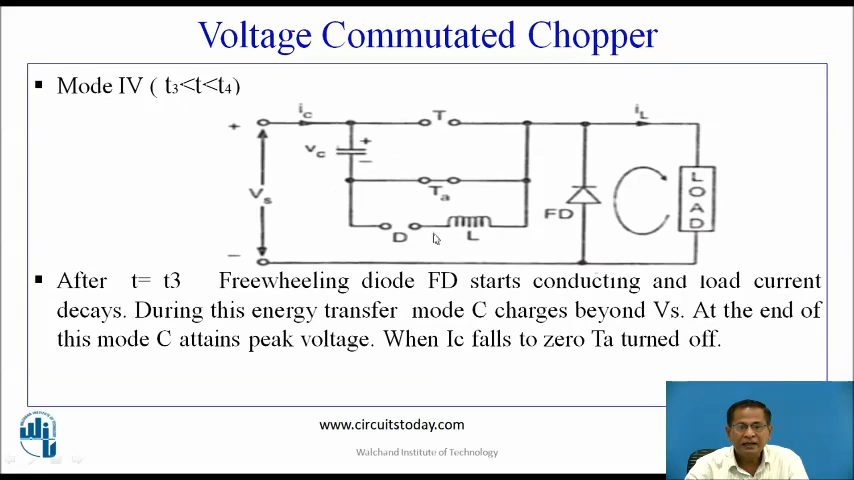 Voltage Commutated Chopper
▪ Mode IV ( t3<t<t4)
+ ic T iL
vc + –
Vs Ta FD LOAD
D L
–
▪ After t= t3 Freewheeling diode FD starts conducting and load current
decays. During this energy transfer mode C charges beyond Vs. At the end of
this mode C attains peak voltage. When Ic falls to zero Ta turned off.
www.circuitstoday.com
Walchand Institute of Technology